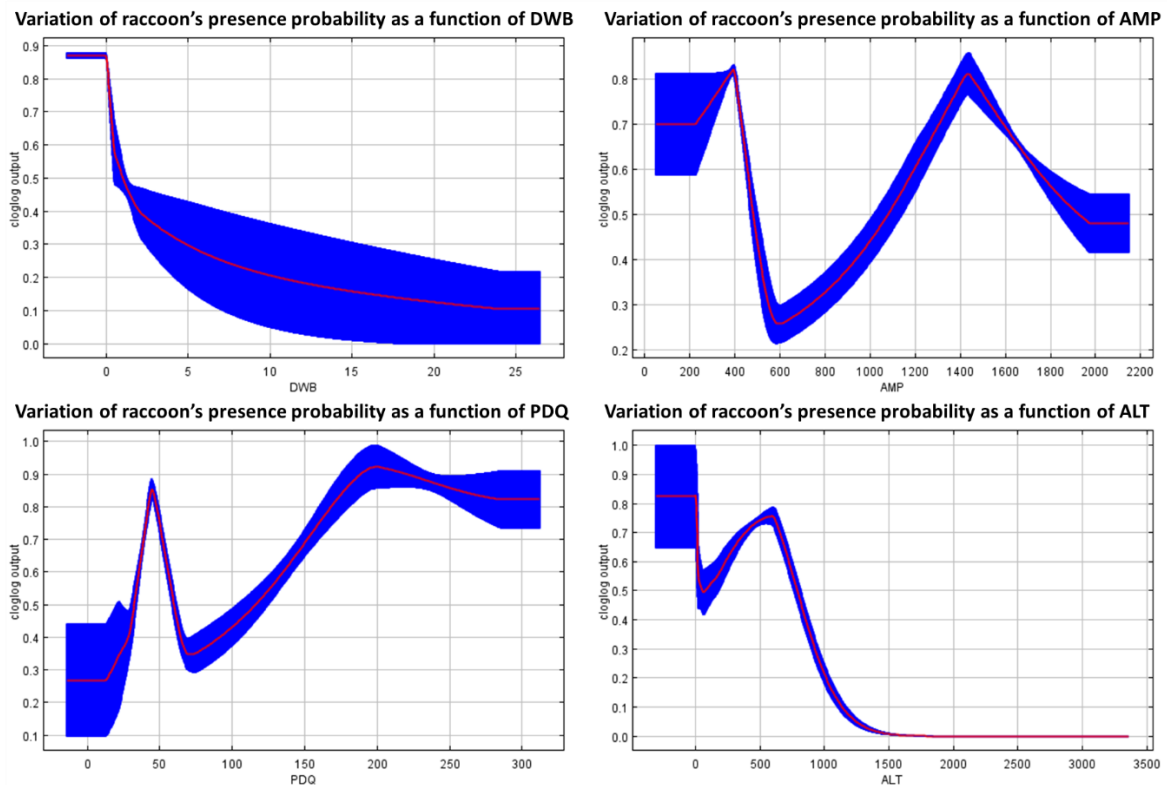 Variation of raccoon's presence probability as a function of DWB
0.9
0.8
0.7
0.6
0.5
0.4
0.3
0.2
0.1
0.0
cloglog output
0 5 10 15 20 25
DWB
Variation of raccoon's presence probability as a function of AMP
0.8
0.7
0.6
0.5
0.4
0.3
0.2
cloglog output
0 200 400 600 800 1000 1200 1400 1600 1800 2000 2200
AMP
Variation of raccoon's presence probability as a function of PDQ
1.0
0.9
0.8
0.7
0.6
0.5
0.4
0.3
0.2
0.1
cloglog output
0 50 100 150 200 250 300
PDQ
Variation of raccoon's presence probability as a function of ALT
1.0
0.9
0.8
0.7
0.6
0.5
0.4
0.3
0.2
0.1
0.0
cloglog output
0 500 1000 1500 2000 2500 3000 3500
ALT